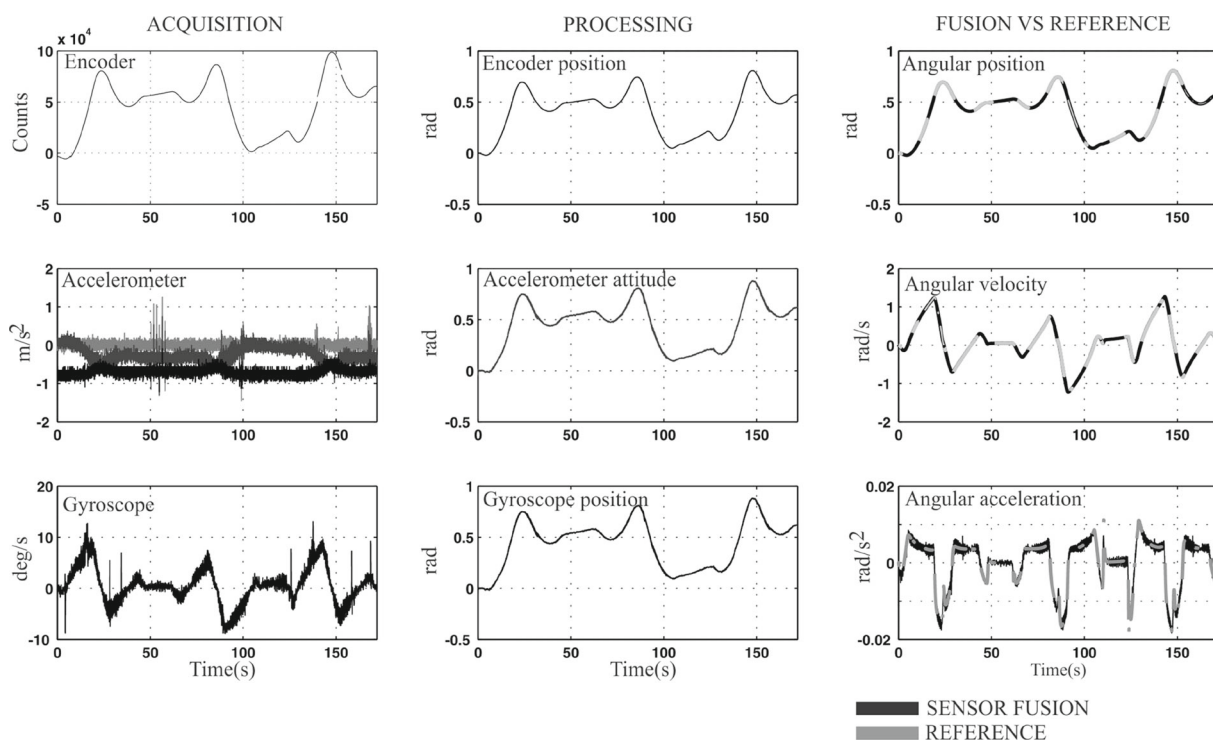 ACQUISITION
PROCESSING
FUSION VS REFERENCE
x 10⁴
10
5
0
-5
Counts
Encoder
0 50 100 150
1
0.5
0
-0.5
rad
Encoder position
0 50 100 150
1
0.5
0
-0.5
rad
Angular position
0 50 100 150
2
1
0
-1
-2
m/s²
Accelerometer
0 50 100 150
1
0.5
0
-0.5
rad
Accelerometer attitude
0 50 100 150
2
1
0
-1
-2
rad/s
Angular velocity
0 50 100 150
20
10
0
-10
deg/s
Gyroscope
0 50 100 150
Time(s)
1
0.5
0
-0.5
rad
Gyroscope position
0 50 100 150
Time(s)
0.02
0
-0.02
rad/s²
Angular acceleration
0 50 100 150
Time(s)
SENSOR FUSION
REFERENCE